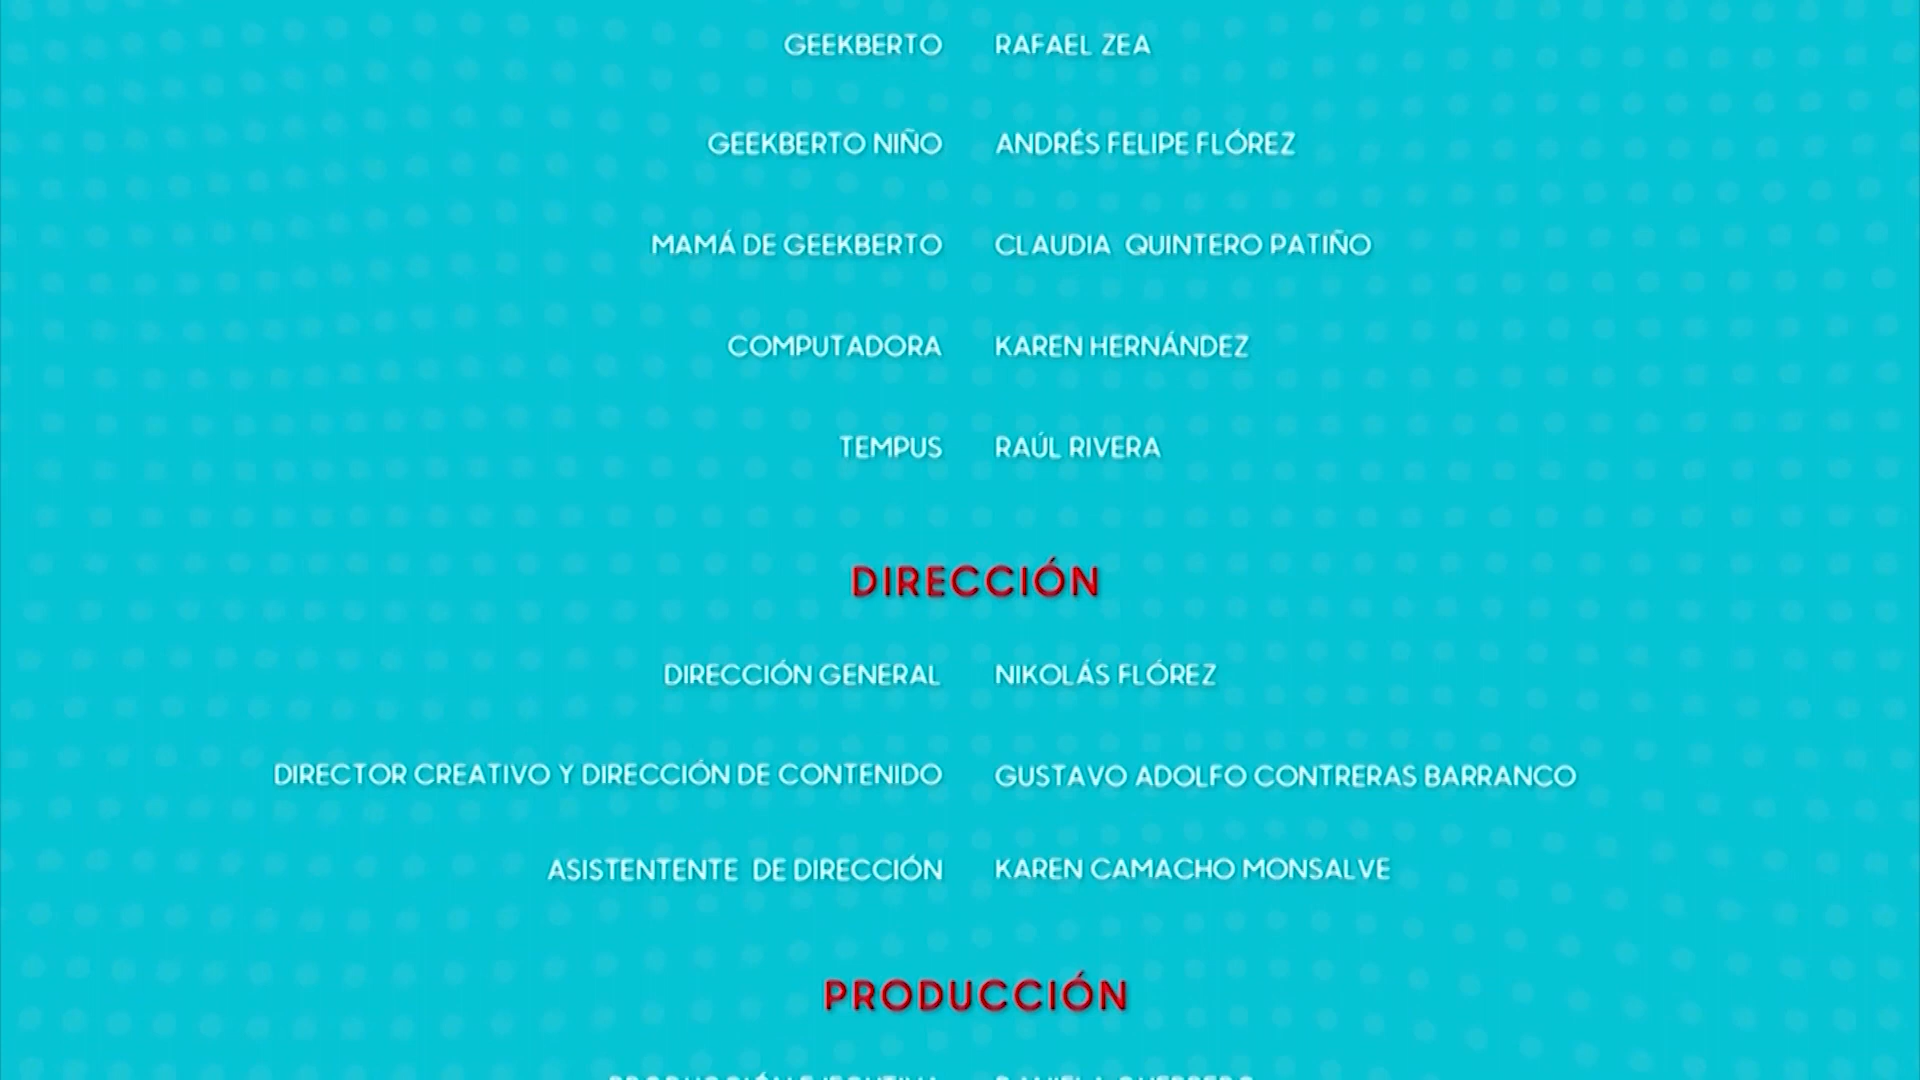 GEEKBERTO RAFAEL ZEA
GEEKBERTO NIÑO ANDRÉS FELIPE FLÓREZ
MAMÁ DE GEEKBERTO CLAUDIA QUINTERO PATIÑO
COMPUTADORA KAREN HERNÁNDEZ
TEMPUS RAÚL RIVERA
DIRECCIÓN
DIRECCIÓN GENERAL NIKOLÁS FLÓREZ
DIRECTOR CREATIVO Y DIRECCIÓN DE CONTENIDO GUSTAVO ADOLFO CONTRERAS BARRANCO
ASISTENTENTE DE DIRECCIÓN KAREN CAMACHO MONSALVE
PRODUCCIÓN